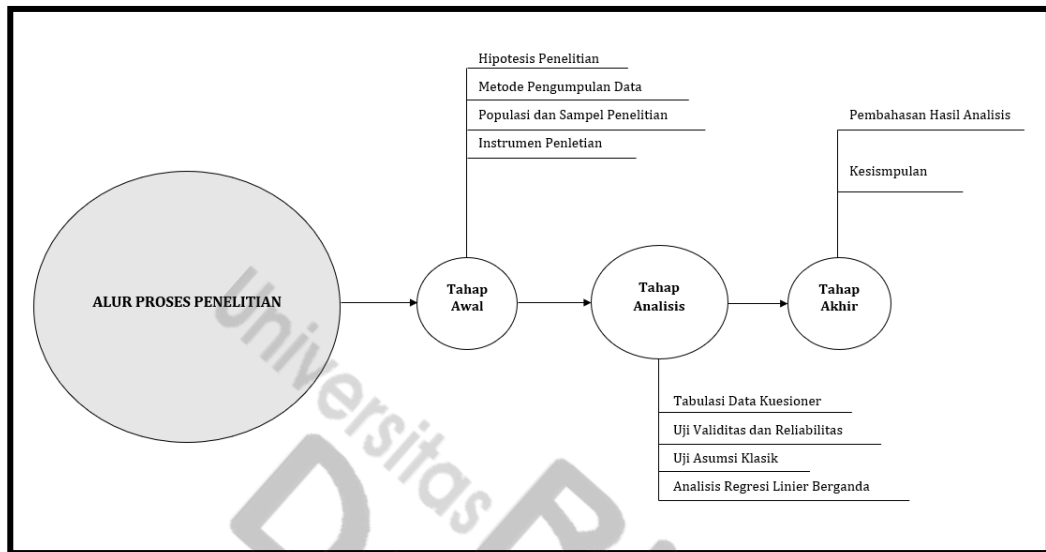 Hipotesis Penelitian
Metode Pengumpulan Data
Populasi dan Sampel Penelitian
Instrumen Penletian
Pembahasan Hasil Analisis
Kesismpulan
ALUR PROSES PENELITIAN
Tahap
Awal
Tahap
Analisis
Tahap
Akhir
Tabulasi Data Kuesioner
Uji Validitas dan Reliabilitas
Uji Asumsi Klasik
Analisis Regresi Linier Berganda
Universitas